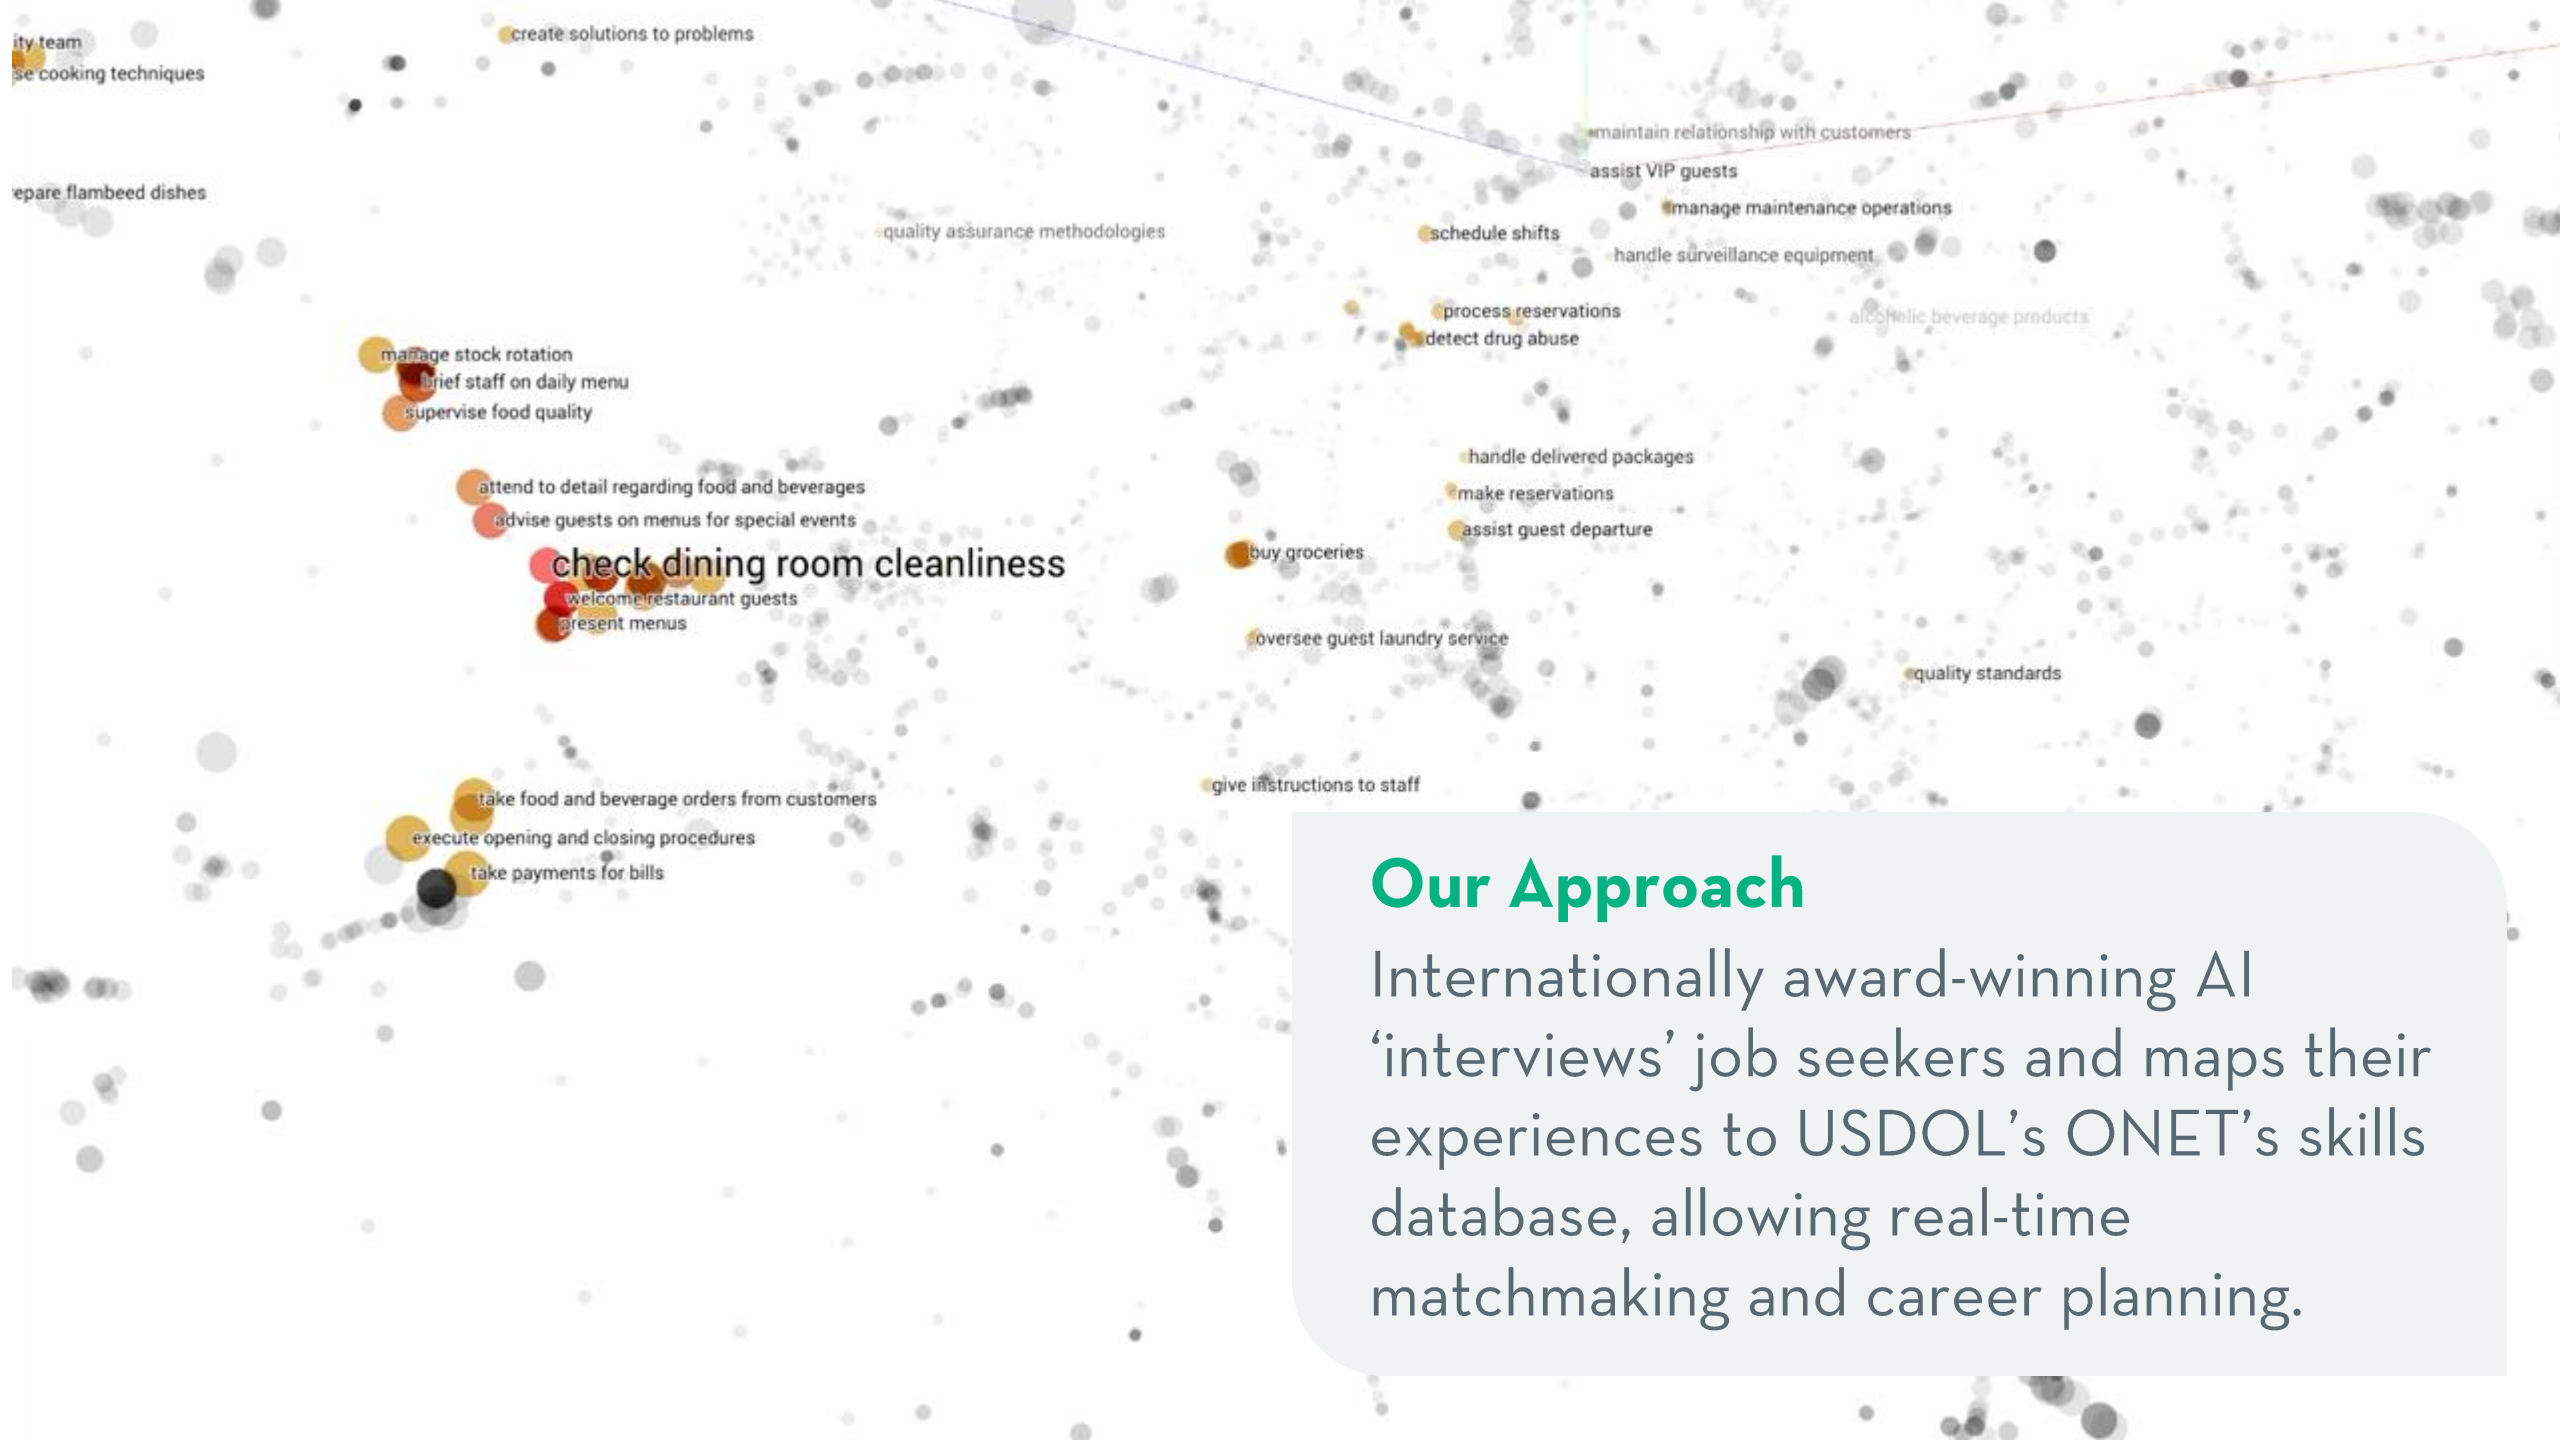 create solutions to problems
ity team
se cooking techniques
maintain relationship with customers
assist VIP guests
epare flambeed dishes
manage maintenance operations
quality assurance methodologies
schedule shifts
handle surveillance equipment
process reservations
alcoholic beverage products
detect drug abuse
manage stock rotation
brief staff on daily menu
supervise food quality
handle delivered packages
attend to detail regarding food and beverages
make reservations
advise guests on menus for special events
assist guest departure
buy groceries
check dining room cleanliness
welcome restaurant guests
present menus
oversee guest laundry service
quality standards
give instructions to staff
take food and beverage orders from customers
execute opening and closing procedures
take payments for bills
Our Approach
Internationally award-winning AI
‘interviews’ job seekers and maps their
experiences to USDOL’s ONET’s skills
database, allowing real-time
matchmaking and career planning.